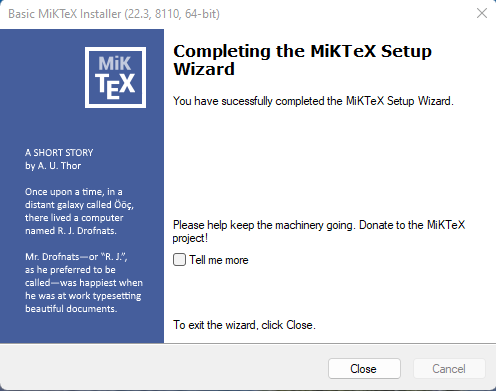 Basic MiKTeX Installer (22.3, 8110, 64-bit)
MiK
TEX
A SHORT STORY
by A. U. Thor
Once upon a time, in a
distant galaxy called Ööç,
there lived a computer
named R. J. Drofnats.
Mr. Drofnats—or “R. J.”,
as he preferred to be
called—was happiest when
he was at work typesetting
beautiful documents.
Completing the MiKTeX Setup
Wizard
You have sucessfully completed the MiKTeX Setup Wizard.
Please help keep the machinery going. Donate to the MiKTeX
project!
Tell me more
To exit the wizard, click Close.
Close
Cancel